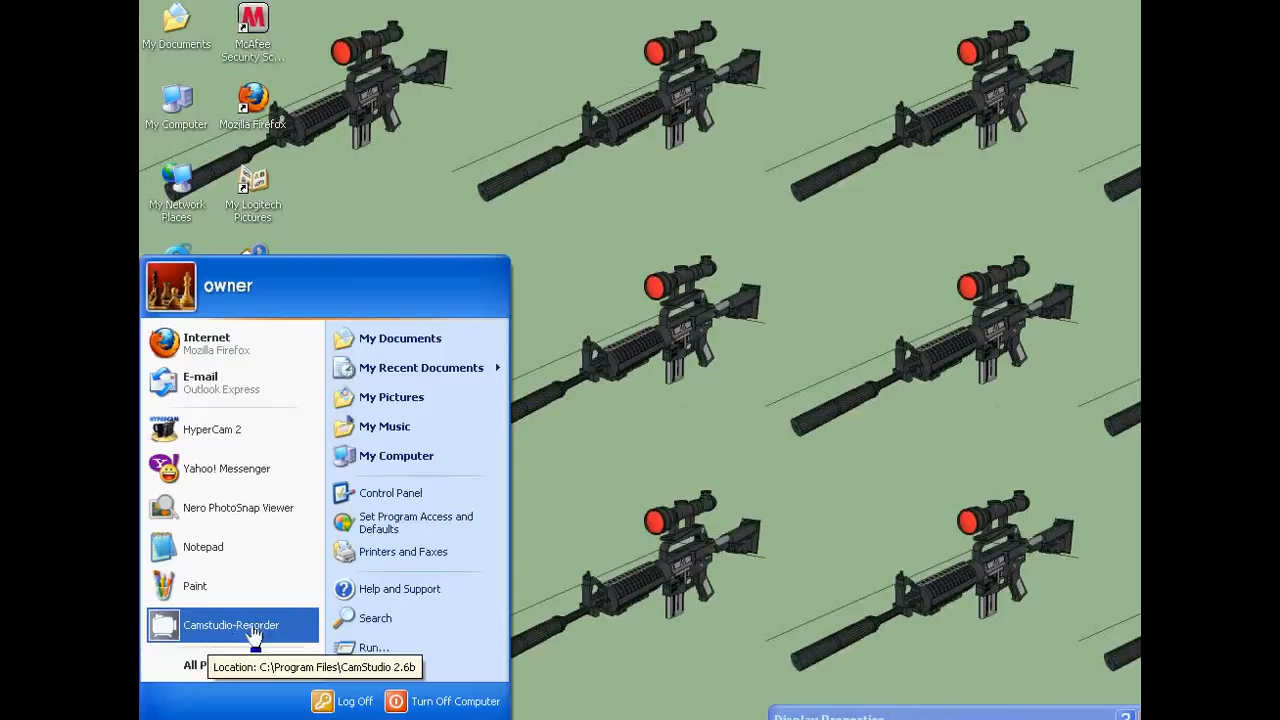 My Documents
McAfee
Security Sc...
My Computer
Mozilla Firefox
My Network
Places
My Logitech
Pictures
owner
Internet
Mozilla Firefox
E-mail
Outlook Express
HyperCam 2
Yahoo! Messenger
Nero PhotoSnap Viewer
Notepad
Paint
Camstudio-Recorder
All P
My Documents
My Recent Documents
My Pictures
My Music
My Computer
Control Panel
Set Program Access and
Defaults
Printers and Faxes
Help and Support
Search
Run...
Location: C:\Program Files\CamStudio 2.6b
Log Off
Turn Off Computer
Display Properties